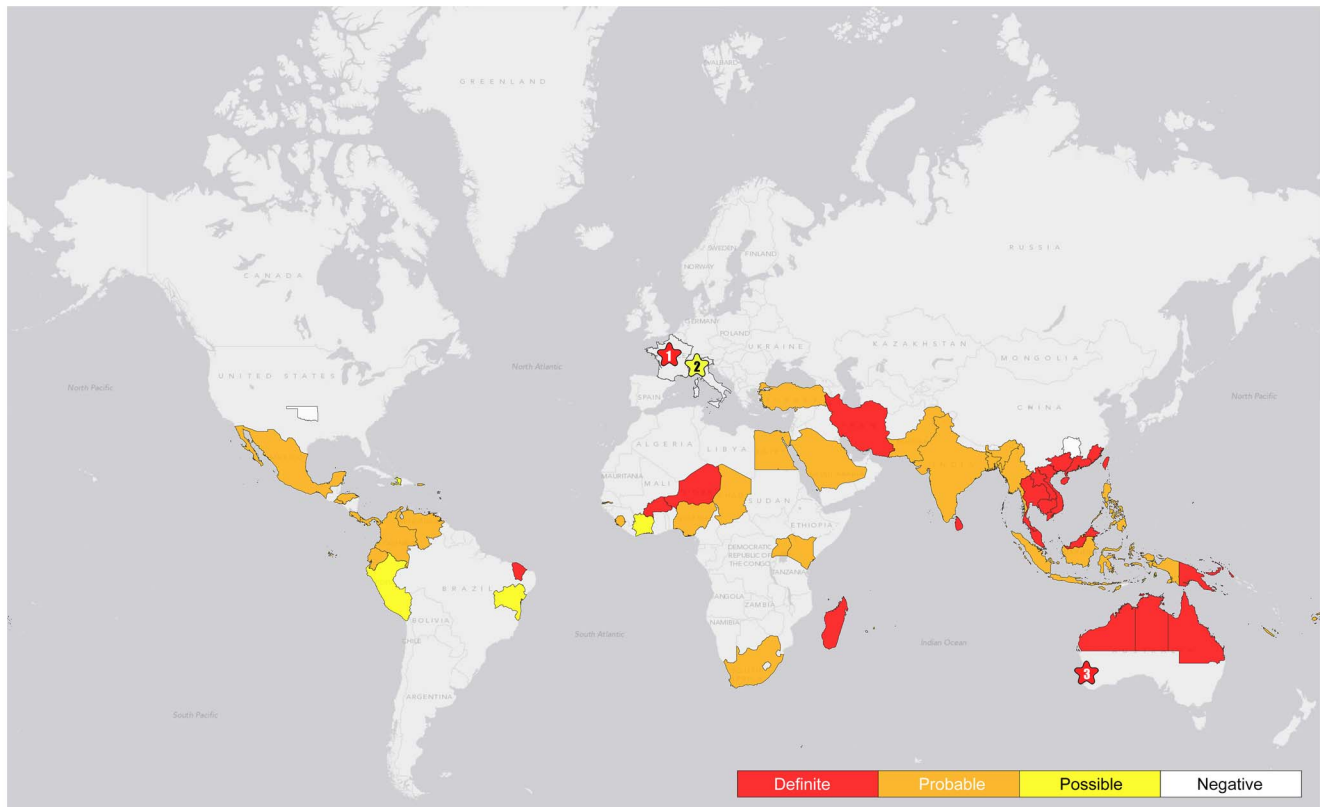 GREENLAND
SVALBARD
SWEDEN
FINLAND
NORWAY
RUSSIA
CANADA
GERMANY
POLAND
UKRAINE
KAZAKHSTAN
MONGOLIA
1
2
North Atlantic
UNITED STATES
North Pacific
SPAIN
CHINA
North Pacific
ALGERIA
LIBYA
MAURITANIA
MALI
SUDAN
ETHIOPIA
DEMOCRATIC
REPUBLIC OF
THE CONGO
TANZANIA
BRAZIL
ANGOLA
ZAMBIA
BOLIVIA
NAMIBIA
CHILE
South Atlantic
Indian Ocean
3
ARGENTINA
South Pacific
Definite
Probable
Possible
Negative